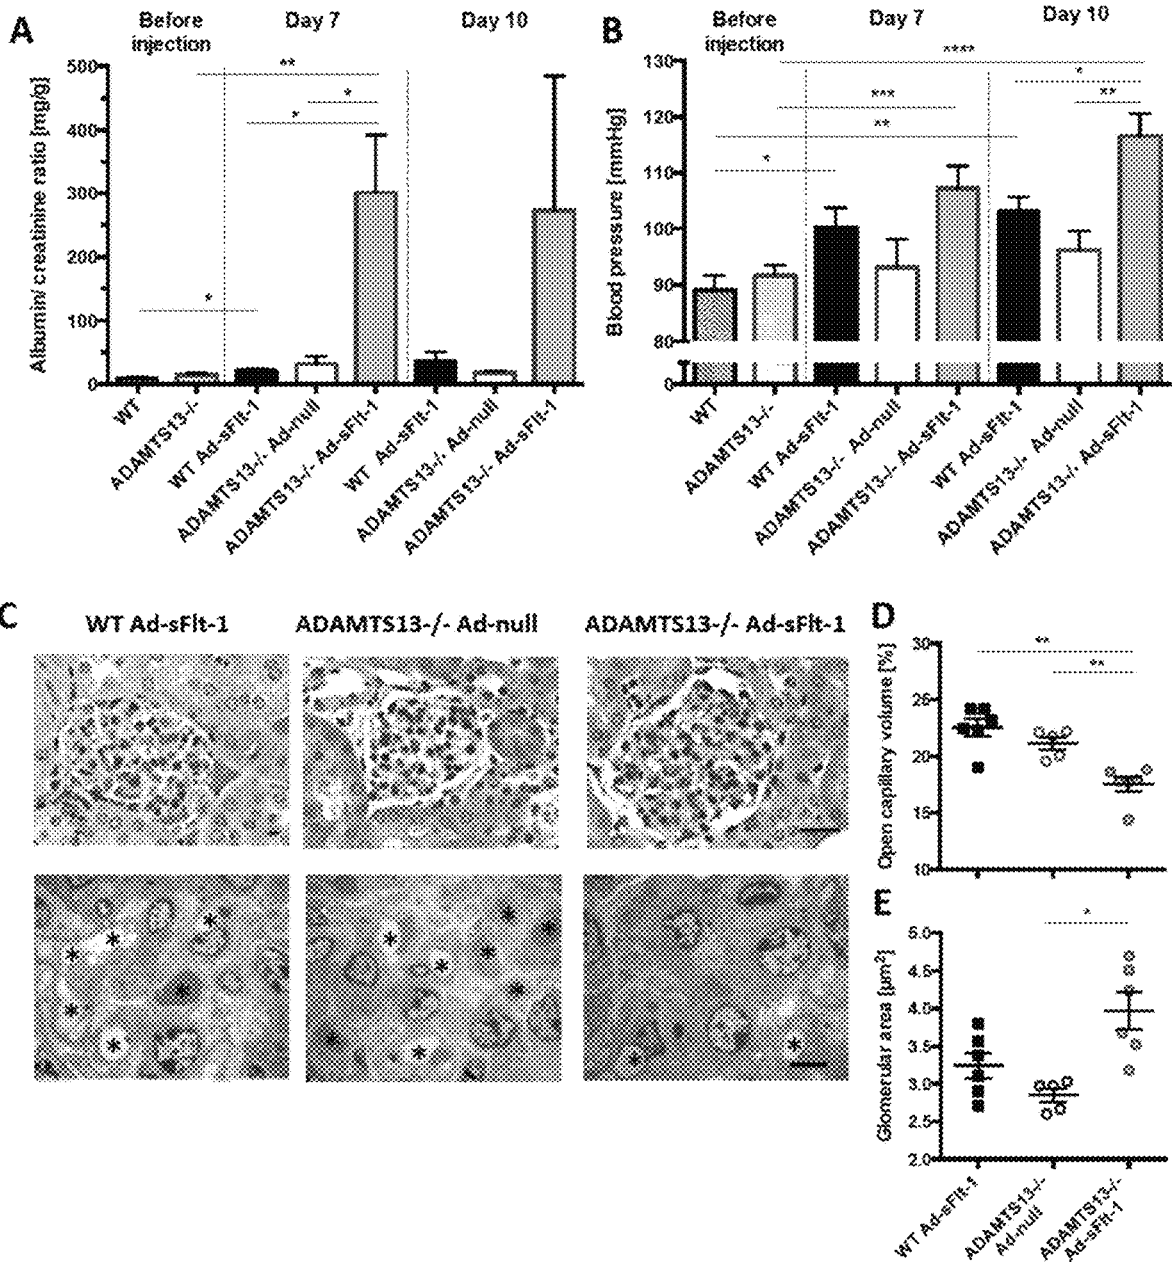 A
Before
injection
Day 7
Day 10
Albumin/ creatinine ratio [mg/g]
500
400
300
200
100
0
**
*
*
*
WT
ADAMTS13-/-
WT Ad-sFlt-1
ADAMTS13-/- Ad-null
ADAMTS13-/- Ad-sFlt-1
WT Ad-sFlt-1
ADAMTS13-/- Ad-null
ADAMTS13-/- Ad-sFlt-1
B
Before
injection
Day 7
Day 10
Blood pressure [mmHg]
130
120
110
100
90
80
0
****
*
**
***
**
*
WT
ADAMTS13-/-
WT Ad-sFlt-1
ADAMTS13-/- Ad-null
ADAMTS13-/- Ad-sFlt-1
WT Ad-sFlt-1
ADAMTS13-/- Ad-null
ADAMTS13-/- Ad-sFlt-1
C
WT Ad-sFlt-1
ADAMTS13-/- Ad-null
ADAMTS13-/- Ad-sFlt-1
D
Open capillary volume [%]
30
25
20
15
10
**
**
E
Glomerular area [µm²]
5.0
4.5
4.0
3.5
3.0
2.5
2.0
*
WT Ad-sFlt-1
ADAMTS13-/-
Ad-null
ADAMTS13-/-
Ad-sFlt-1